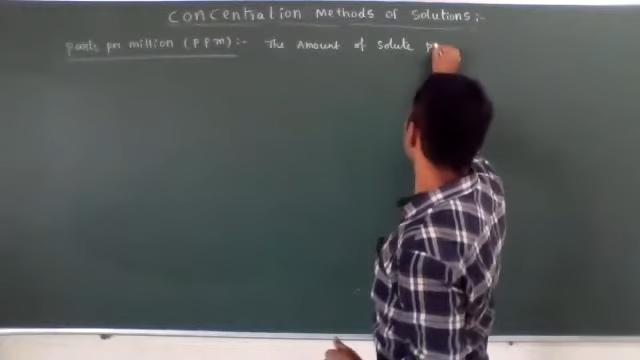 Concentration Methods of Solutions :-
parts per million (PPm) :- The Amount of Solute